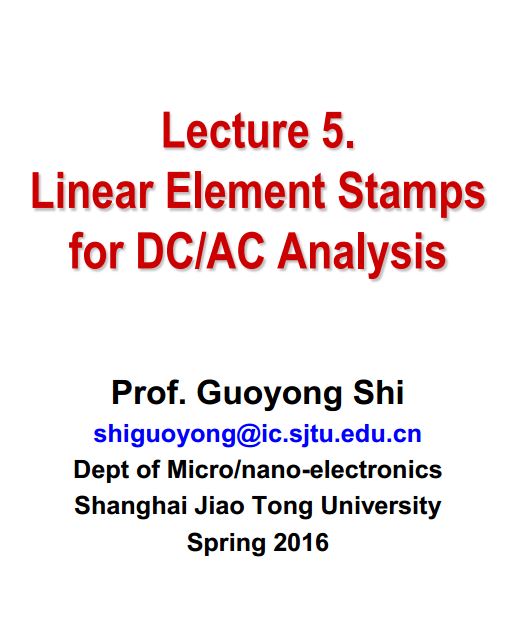 Lecture 5.
Linear Element Stamps
for DC/AC Analysis
Prof. Guoyong Shi
shiguoyong@ic.sjtu.edu.cn
Dept of Micro/nano-electronics
Shanghai Jiao Tong University
Spring 2016